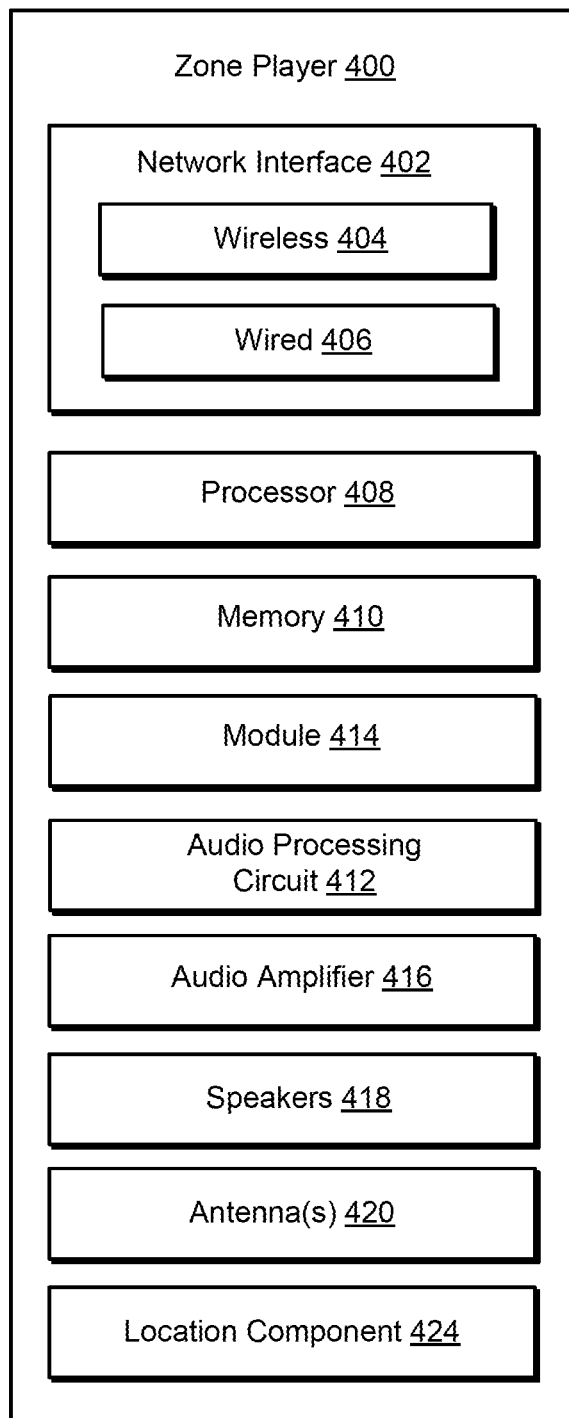 Zone Player 400
Network Interface 402
Wireless 404
Wired 406
Processor 408
Memory 410
Module 414
Audio Processing
Circuit 412
Audio Amplifier 416
Speakers 418
Antenna(s) 420
Location Component 424